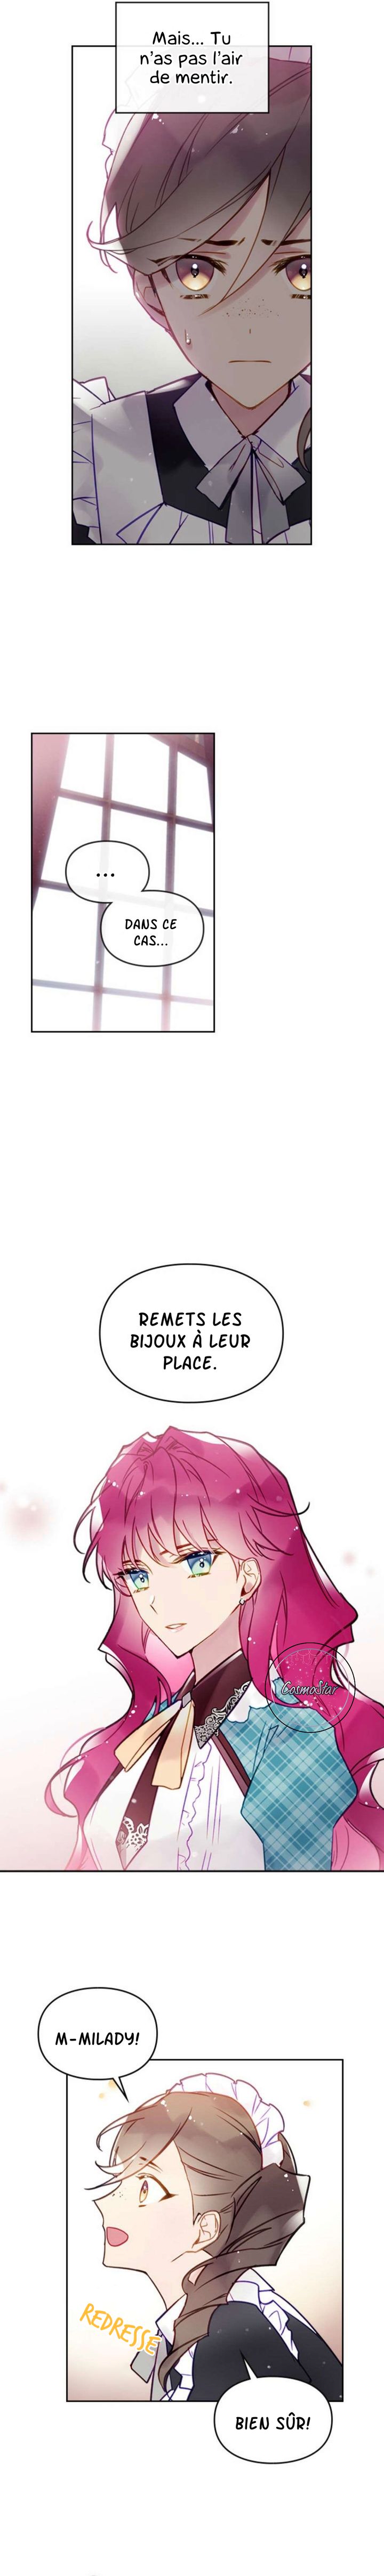 Mais... Tu
n'as pas l'air
de mentir.
...
DANS CE
CAS...
REMETS LES
BIJOUX À LEUR
PLACE.
CosmoStar
M-MILADY!
REDRESSE
BIEN SÛR!